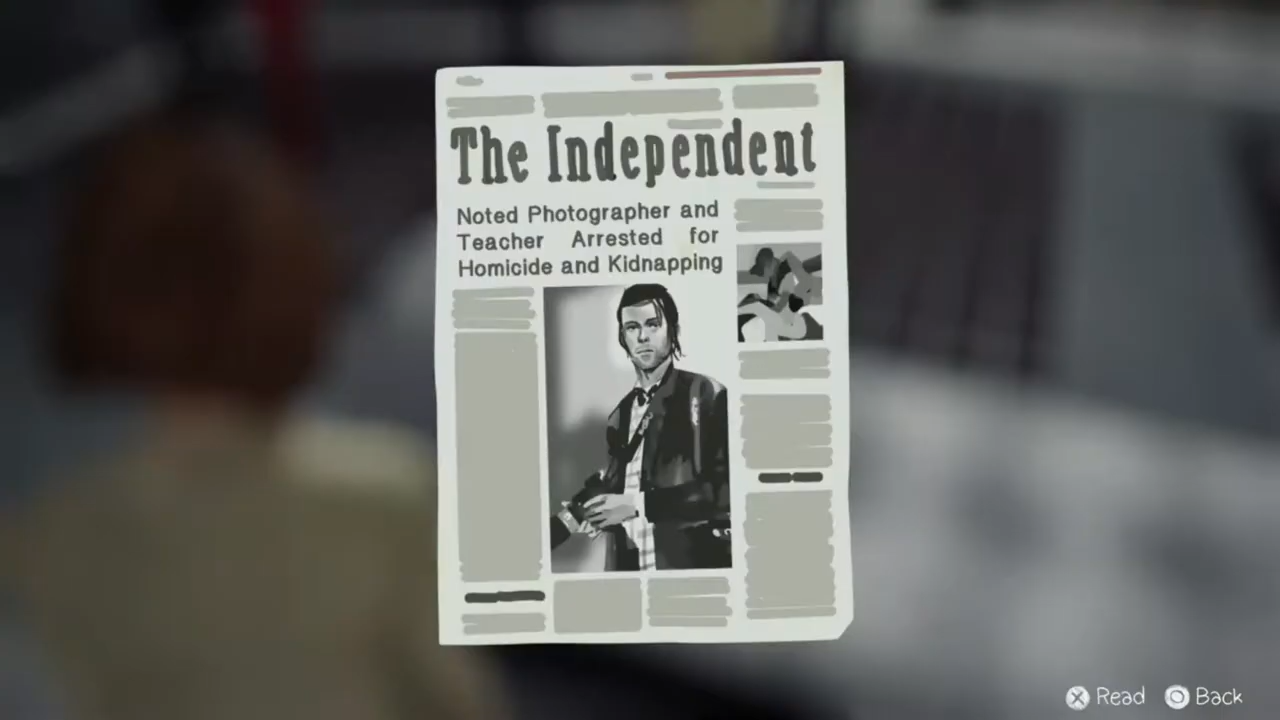 The Independent
Noted Photographer and
Teacher Arrested for
Homicide and Kidnapping
Read Back